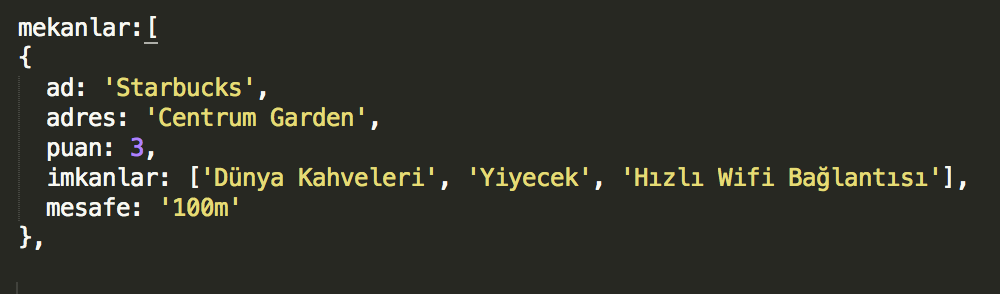 mekanlar:[
{
ad: 'Starbucks',
adres: 'Centrum Garden',
puan: 3,
imkanlar: ['Dünya Kahveleri', 'Yiyecek', 'Hızlı Wifi Bağlantısı'],
mesafe: '100m'
},